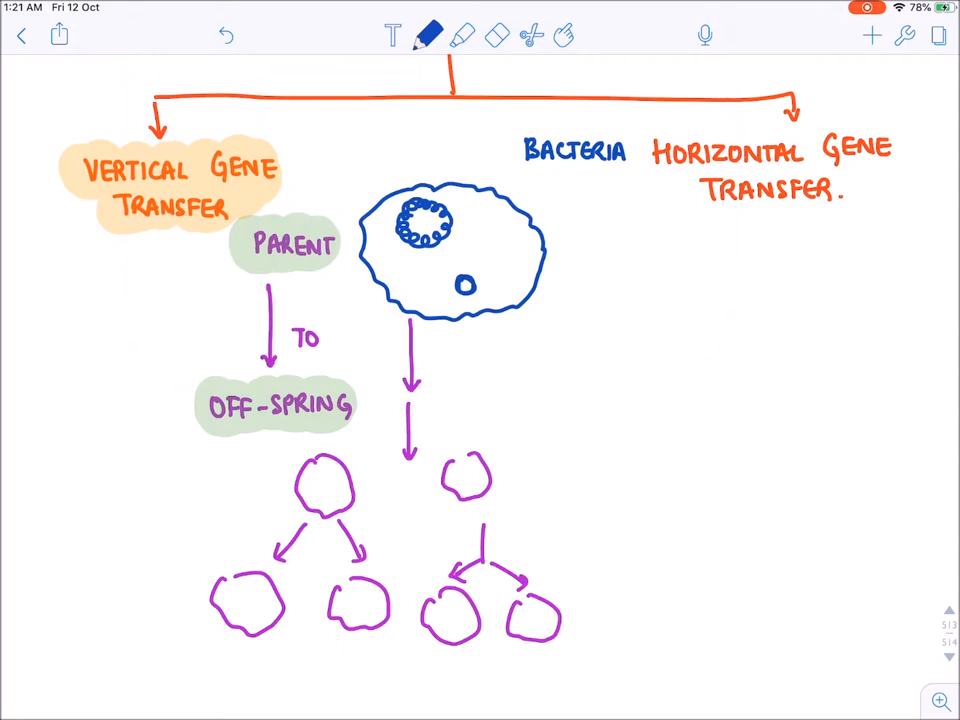 1:21 AM Fri 12 Oct
78%
T
BACTERIA HORIZONTAL GENE
TRANSFER.
VERTICAL GENE
TRANSFER
PARENT
TO
OFF-SPRING
513
514